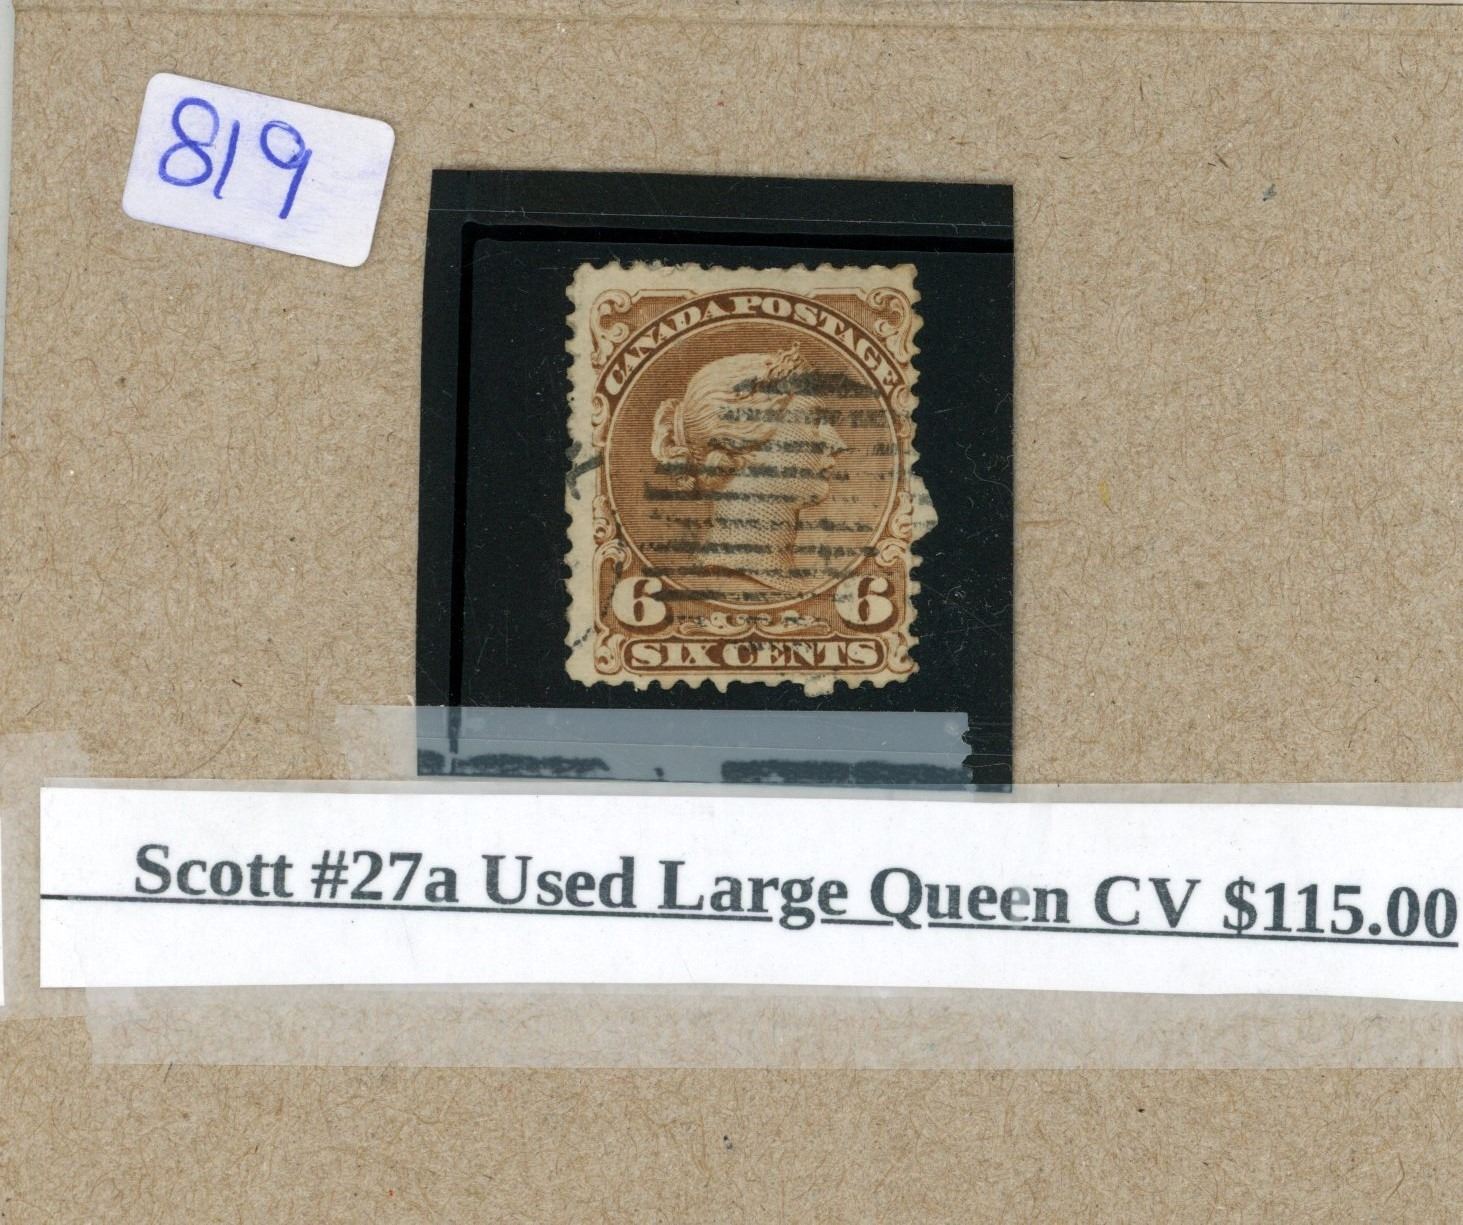 819
CANADA POSTAGE
6 6
SIX CENTS
Scott #27a Used Large Queen CV $115.00